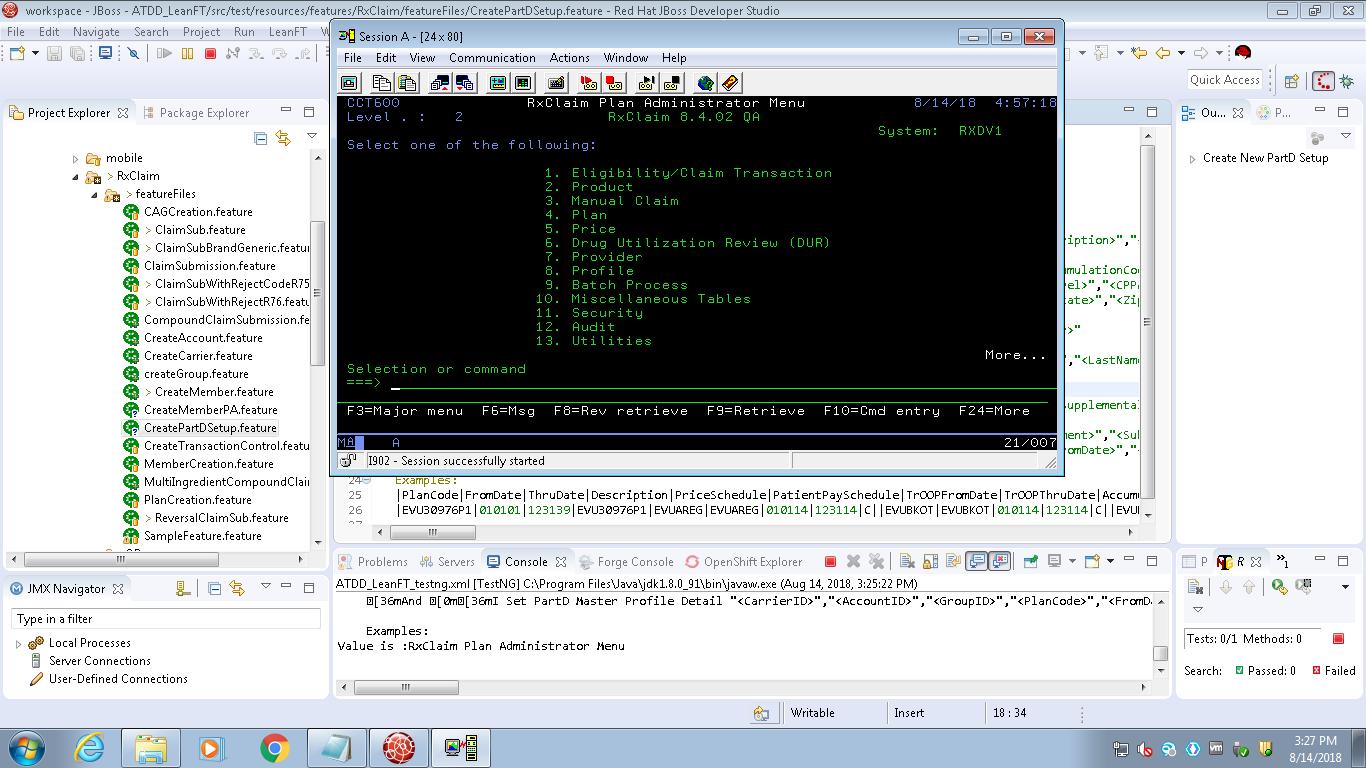 workspace - JBoss - ATDD_LeanFT/src/test/resources/features/RxClaim/featureFiles/CreatePartDSetup.feature - Red Hat JBoss Developer Studio
File Edit Navigate Search Project Run LeanFT
Quick Access
Project Explorer
Package Explorer
mobile
> RxClaim
> featureFiles
CAGCreation.feature
> ClaimSub.feature
> ClaimSubBrandGeneric.featur
ClaimSubmission.feature
> ClaimSubWithRejectCodeR75
> ClaimSubWithRejectR76.featu
CompoundClaimSubmission.fe
CreateAccount.feature
CreateCarrier.feature
createGroup.feature
> CreateMember.feature
CreateMemberPA.feature
CreatePartDSetup.feature
CreateTransactionControl.featu
MemberCreation.feature
MultiIngredientCompoundClai
PlanCreation.feature
> ReversalClaimSub.feature
SampleFeature.feature
Session A - [24 x 80]
File Edit View Communication Actions Window Help
CCT600 RxClaim Plan Administrator Menu 8/14/18 4:57:18
Level . : 2 RxClaim 8.4.02 QA
System: RXDV1
Select one of the following:
1. Eligibility/Claim Transaction
2. Product
3. Manual Claim
4. Plan
5. Price
6. Drug Utilization Review (DUR)
7. Provider
8. Profile
9. Batch Process
10. Miscellaneous Tables
11. Security
12. Audit
13. Utilities
More...
Selection or command
===>
F3=Major menu F6=Msg F8=Rev retrieve F9=Retrieve F10=Cmd entry F24=More
MA A 21/007
I902 - Session successfully started
ription>","
umulationCo
vel>","<CPP
tate>","<Zip
>"
,"<LastName
Supplementa
ment>","<Su
romDate>","
24 Examples:
25 |PlanCode|FromDate|ThruDate|Description|PriceSchedule|PatientPaySchedule|TrOOPFromDate|TrOOPThruDate|Accumu
26 |EVU30976P1|010101|123139|EVU30976P1|EVUAREG|EVUAREG|010114|123114|C||EVUBKOT|EVUBKOT|010114|123114|C||EVU
Ou...
P...
Create New PartD Setup
Problems Servers Console Forge Console OpenShift Explorer
ATDD_LeanFT_testng.xml [TestNG] C:\Program Files\Java\jdk1.8.0_91\bin\javaw.exe (Aug 14, 2018, 3:25:22 PM)
[36mAnd [0m[36mI Set PartD Master Profile Detail "<CarrierID>","<AccountID>","<GroupID>","<PlanCode>","<FromDa
Examples:
Value is :RxClaim Plan Administrator Menu
JMX Navigator
Type in a filter
Local Processes
Server Connections
User-Defined Connections
P R »1
Tests: 0/1 Methods: 0
Search: Passed: 0 Failed
Writable Insert 18 : 34
3:27 PM
8/14/2018